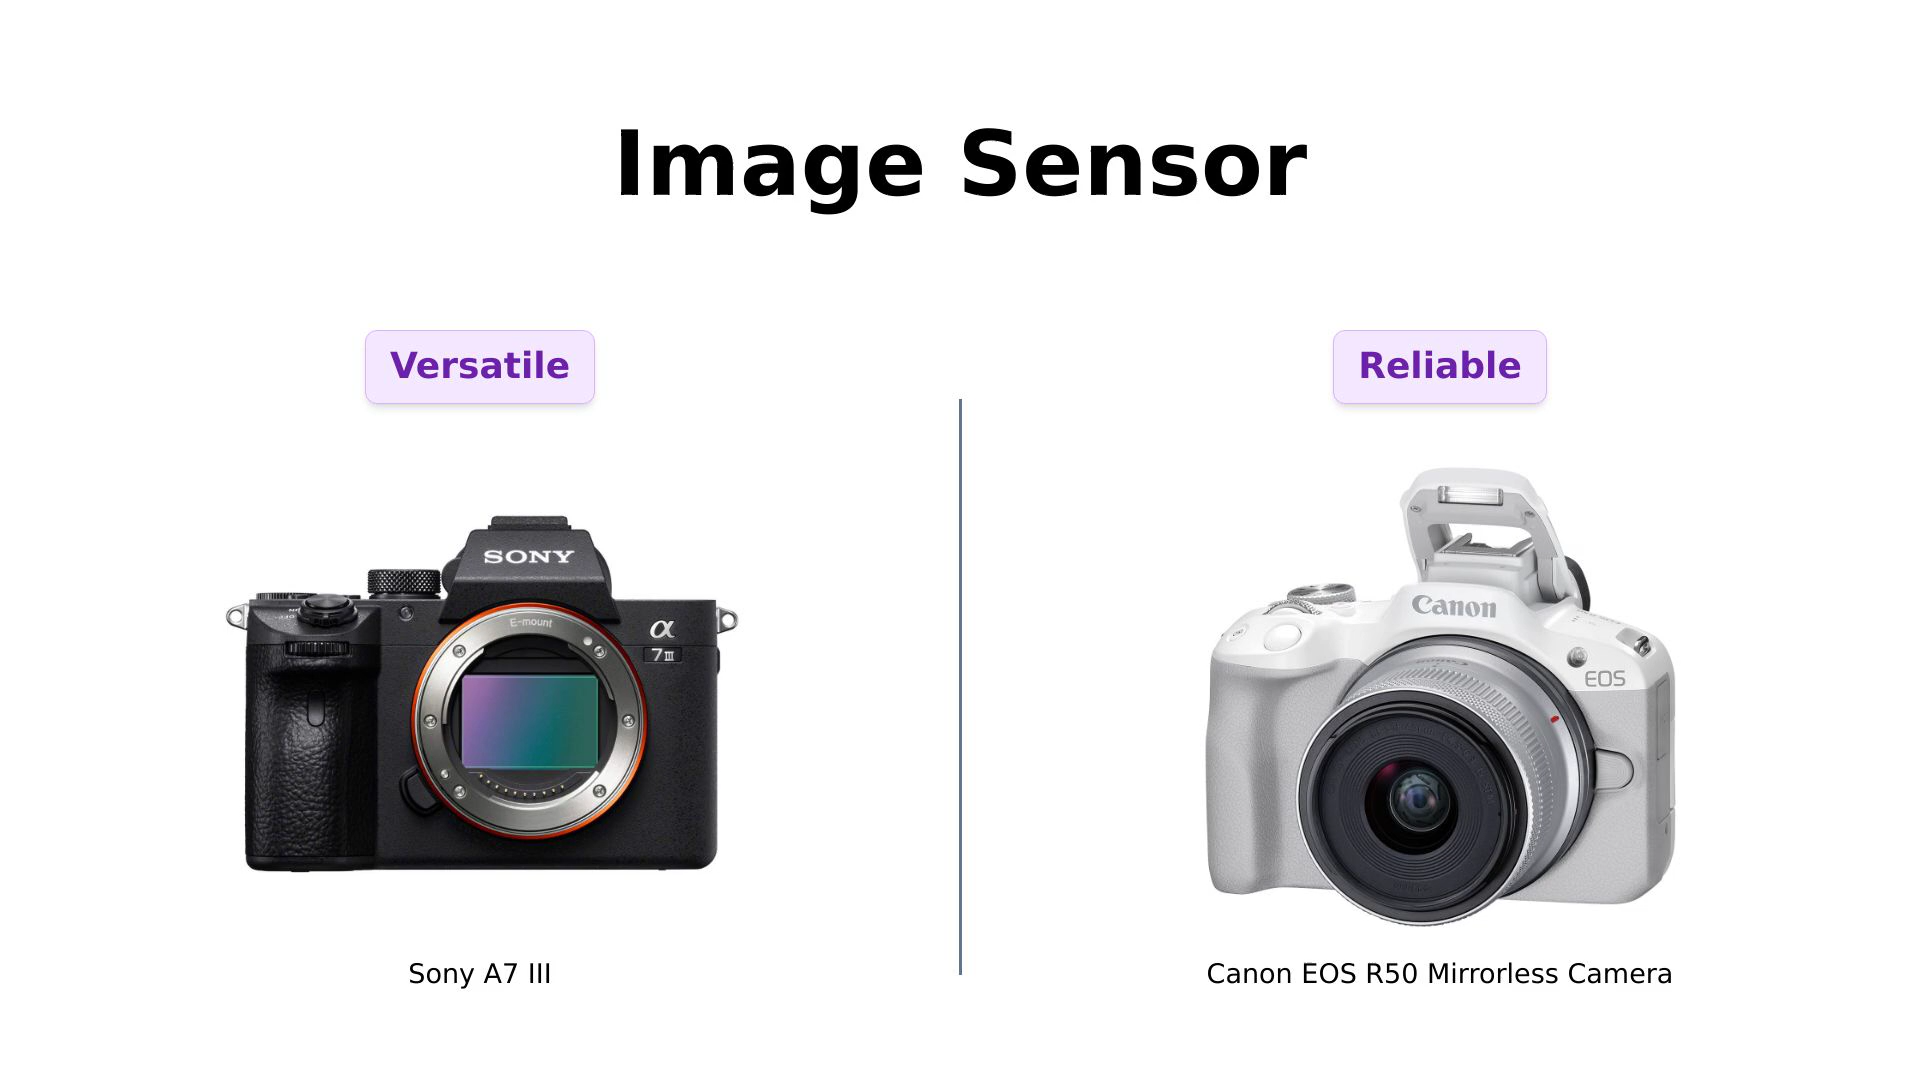 Image Sensor
Versatile
Reliable
SONY
E-mount
α
7III
Canon
EOS
Sony A7 III
Canon EOS R50 Mirrorless Camera